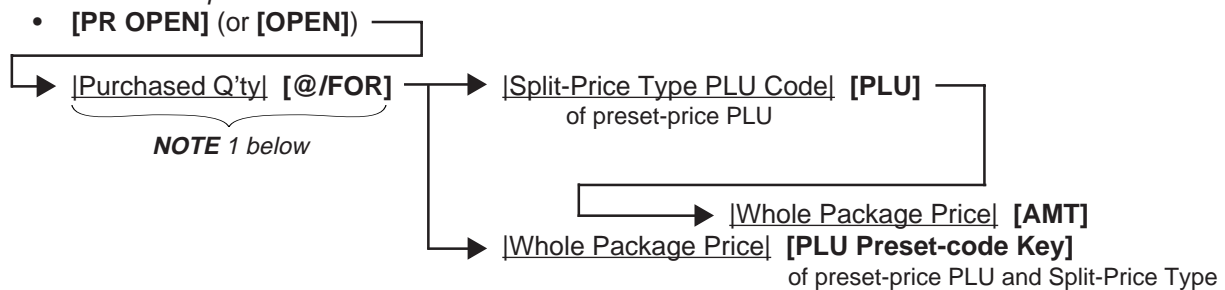 • [PR OPEN] (or [OPEN])
|Purchased Q'ty| [@/FOR]
|Split-Price Type PLU Code| [PLU]
of preset-price PLU
NOTE 1 below
|Whole Package Price| [AMT]
|Whole Package Price| [PLU Preset-code Key]
of preset-price PLU and Split-Price Type